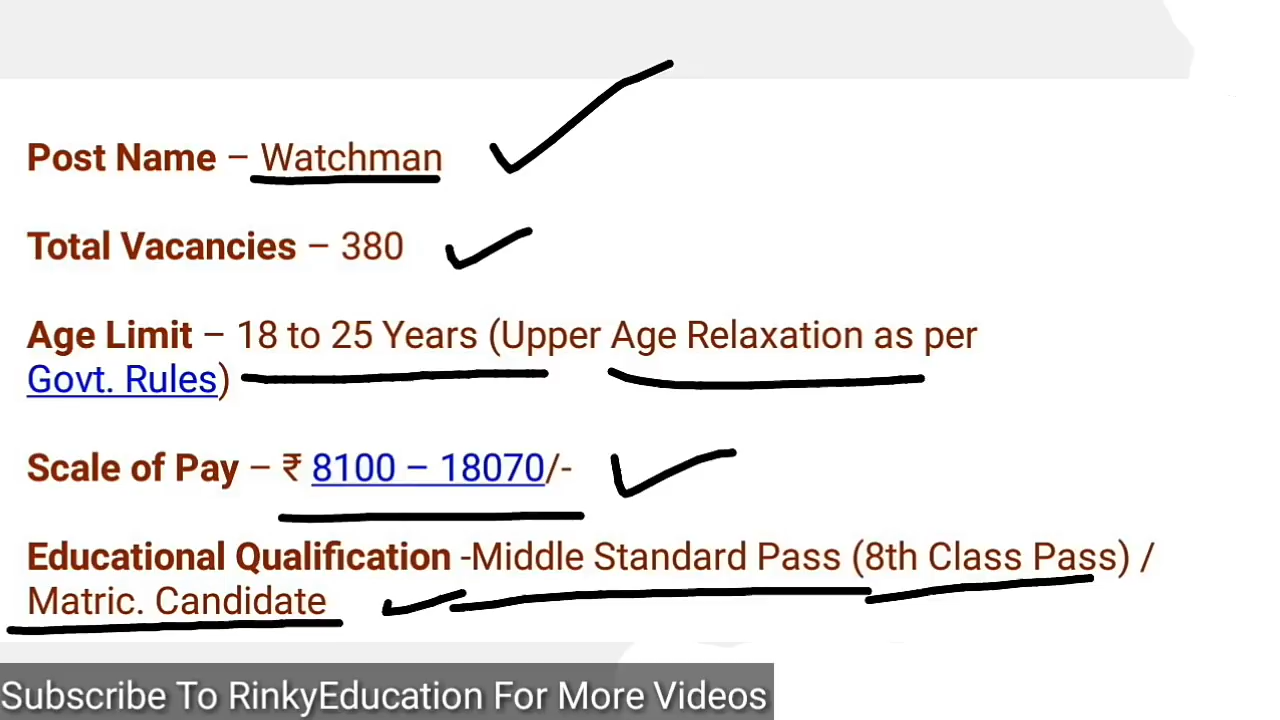 Post Name – Watchman
Total Vacancies – 380
Age Limit – 18 to 25 Years (Upper Age Relaxation as per
Govt. Rules)
Scale of Pay – ₹ 8100 – 18070/-
Educational Qualification -Middle Standard Pass (8th Class Pass) /
Matric. Candidate
Subscribe To RinkyEducation For More Videos